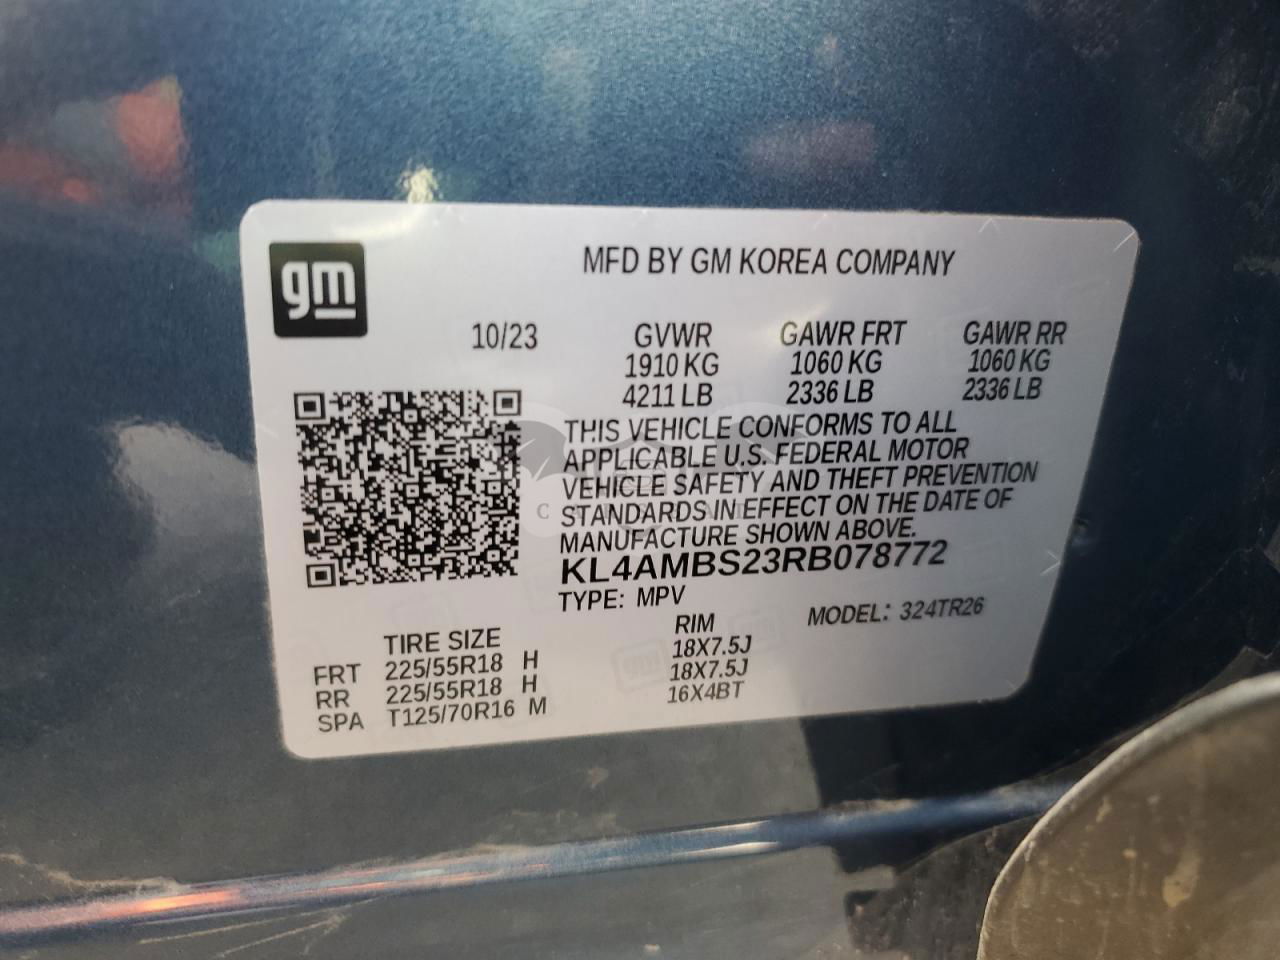 gm
MFD BY GM KOREA COMPANY
10/23 GVWR GAWR FRT GAWR RR
1910 KG 1060 KG 1060 KG
4211 LB 2336 LB 2336 LB
THIS VEHICLE CONFORMS TO ALL
APPLICABLE U.S. FEDERAL MOTOR
VEHICLE SAFETY AND THEFT PREVENTION
STANDARDS IN EFFECT ON THE DATE OF
MANUFACTURE SHOWN ABOVE.
KL4AMBS23RB078772
TYPE: MPV MODEL: 324TR26
TIRE SIZE RIM
FRT 225/55R18 H 18X7.5J
RR 225/55R18 H 18X7.5J
SPA T125/70R16 M 16X4BT